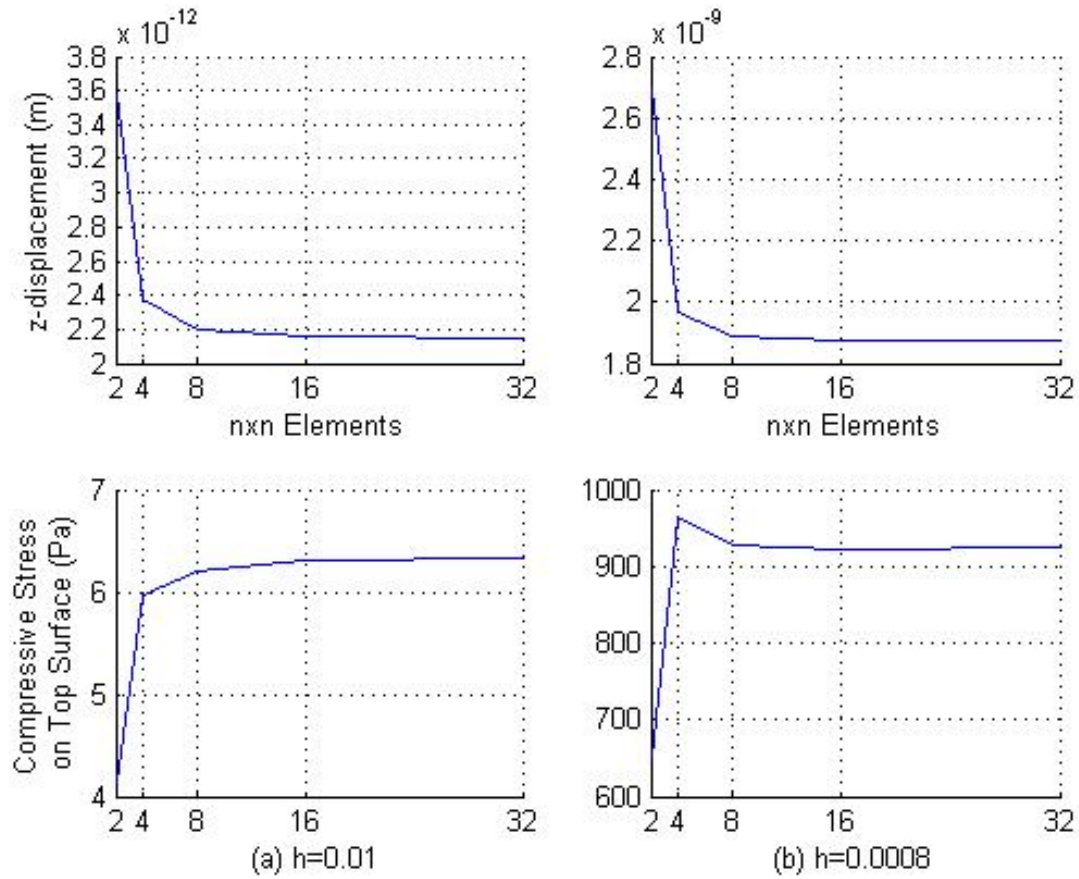 x 10-12
3.8
3.6
3.4
3.2
3
2.8
2.6
2.4
2.2
2
z-displacement (m)
2 4 8 16 32
nxn Elements
x 10-9
2.8
2.6
2.4
2.2
2
1.8
2 4 8 16 32
nxn Elements
7
6
5
4
Compressive Stress
on Top Surface (Pa)
2 4 8 16 32
(a) h=0.01
1000
900
800
700
600
2 4 8 16 32
(b) h=0.0008